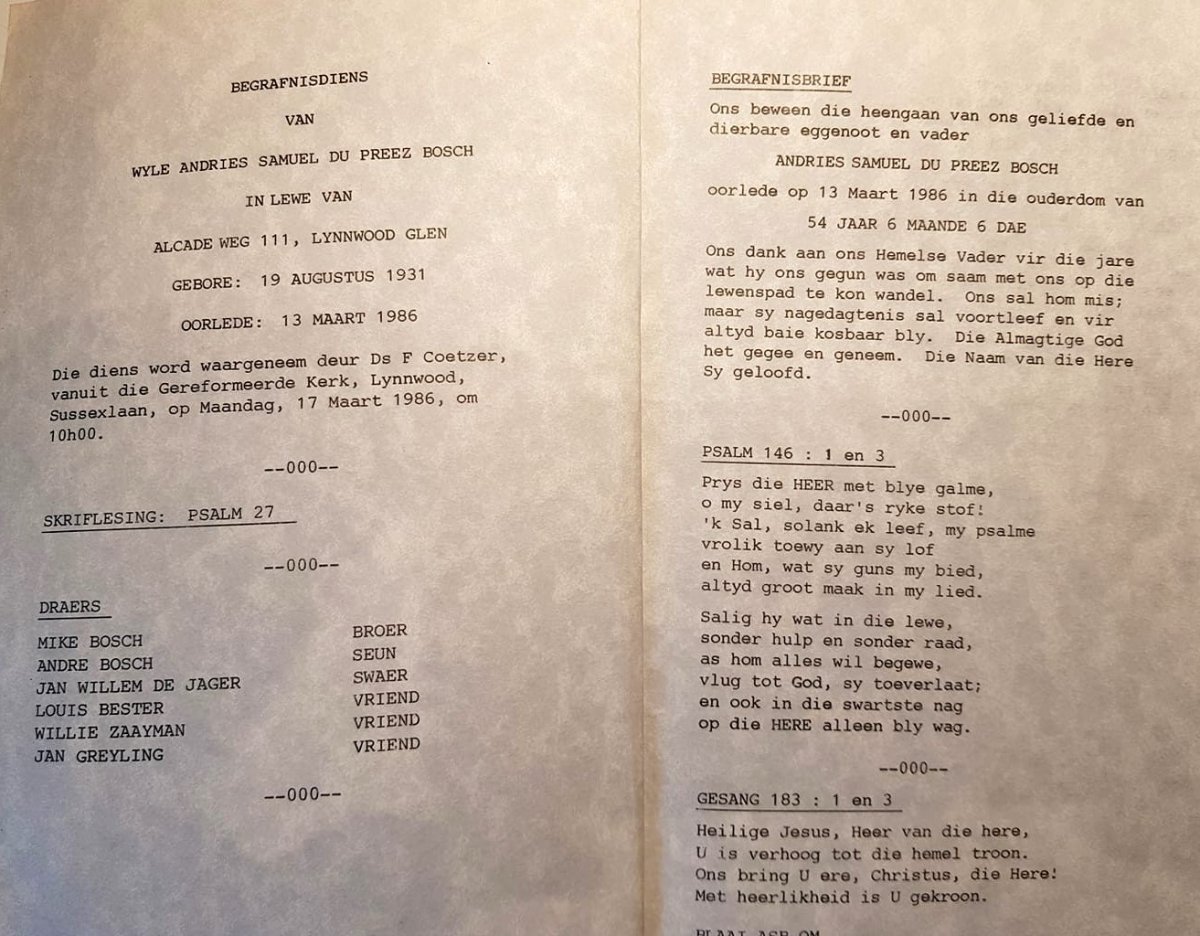 BEGRAFNISDIENS
VAN
WYLE ANDRIES SAMUEL DU PREEZ BOSCH
IN LEWE VAN
ALCADE WEG 111, LYNNWOOD GLEN
GEBORE: 19 AUGUSTUS 1931
OORLEDE: 13 MAART 1986
Die diens word waargeneem deur Ds F Coetzer,
vanuit die Gereformeerde Kerk, Lynnwood,
Sussexlaan, op Maandag, 17 Maart 1986, om
10h00.
--000--
SKRIFLESING: PSALM 27
--000--
DRAERS
MIKE BOSCH BROER
ANDRE BOSCH SEUN
JAN WILLEM DE JAGER SWAER
LOUIS BESTER VRIEND
WILLIE ZAAYMAN VRIEND
JAN GREYLING VRIEND
--000--
BEGRAFNISBRIEF
Ons beween die heengaan van ons geliefde en
dierbare eggenoot en vader
ANDRIES SAMUEL DU PREEZ BOSCH
oorlede op 13 Maart 1986 in die ouderdom van
54 JAAR 6 MAANDE 6 DAE
Ons dank aan ons Hemelse Vader vir die jare
wat hy ons gegun was om saam met ons op die
lewenspad te kon wandel. Ons sal hom mis;
maar sy nagedagtenis sal voortleef en vir
altyd baie kosbaar bly. Die Almagtige God
het gegee en geneem. Die Naam van die Here
Sy geloofd.
--000--
PSALM 146 : 1 en 3
Prys die HEER met blye galme,
o my siel, daar's ryke stof!
'k Sal, solank ek leef, my psalme
vrolik toewy aan sy lof
en Hom, wat sy guns my bied,
altyd groot maak in my lied.
Salig hy wat in die lewe,
sonder hulp en sonder raad,
as hom alles wil begewe,
vlug tot God, sy toeverlaat;
en ook in die swartste nag
op die HERE alleen bly wag.
--000--
GESANG 183 : 1 en 3
Heilige Jesus, Heer van die here,
U is verhoog tot die hemel troon.
Ons bring U ere, Christus, die Here!
Met heerlikheid is U gekroon.
BLAAI ASB OM